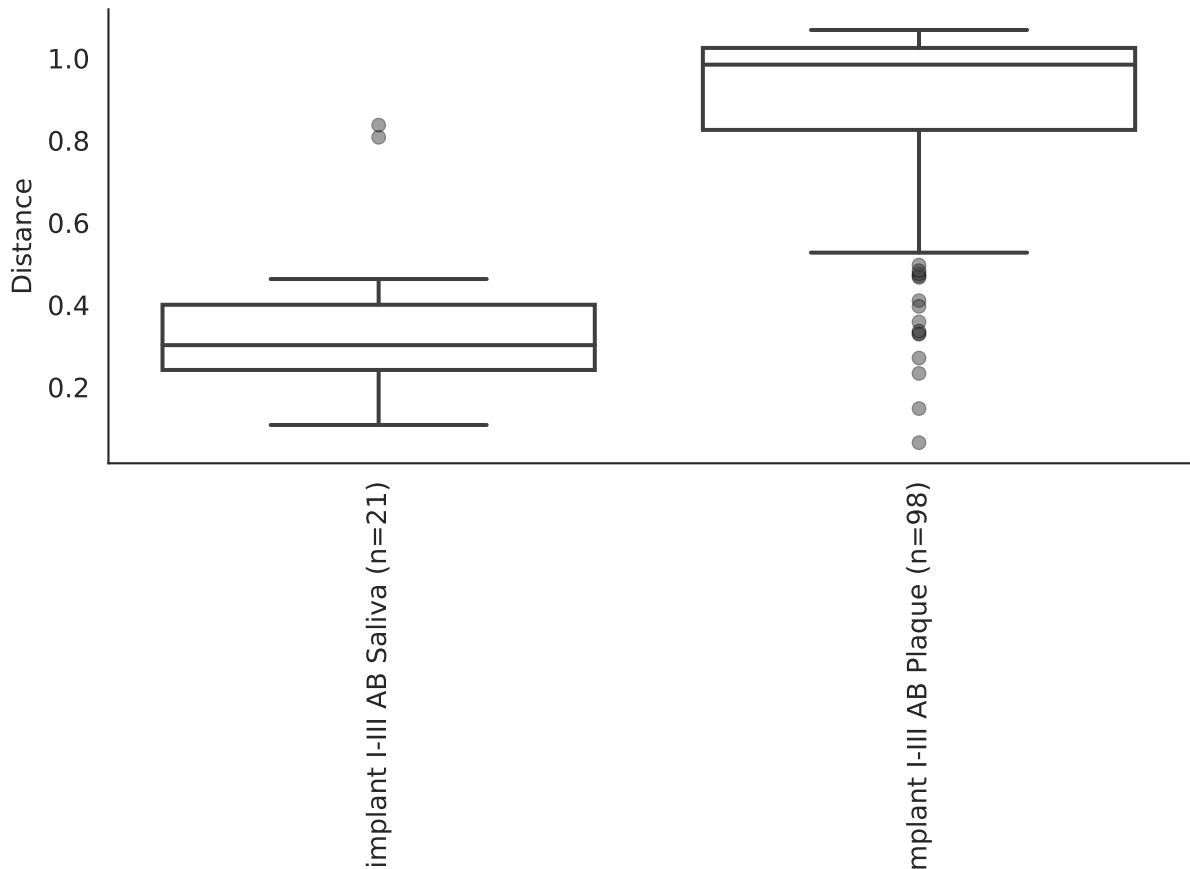 Distance
1.0
0.8
0.6
0.4
0.2
implant I-III AB Saliva (n=21)
mplant I-III AB Plaque (n=98)